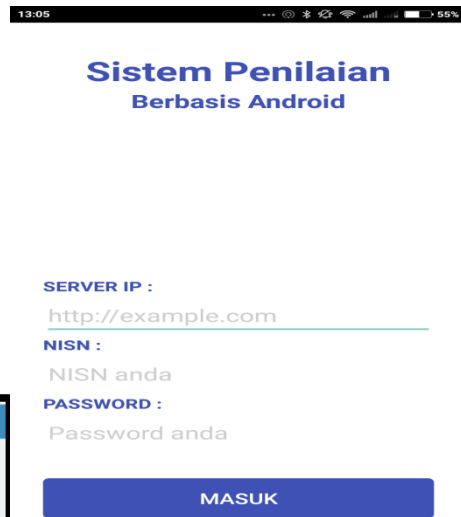 13:05 ... 55%
Sistem Penilaian
Berbasis Android
SERVER IP :
http://example.com
NISN :
NISN anda
PASSWORD :
Password anda
MASUK